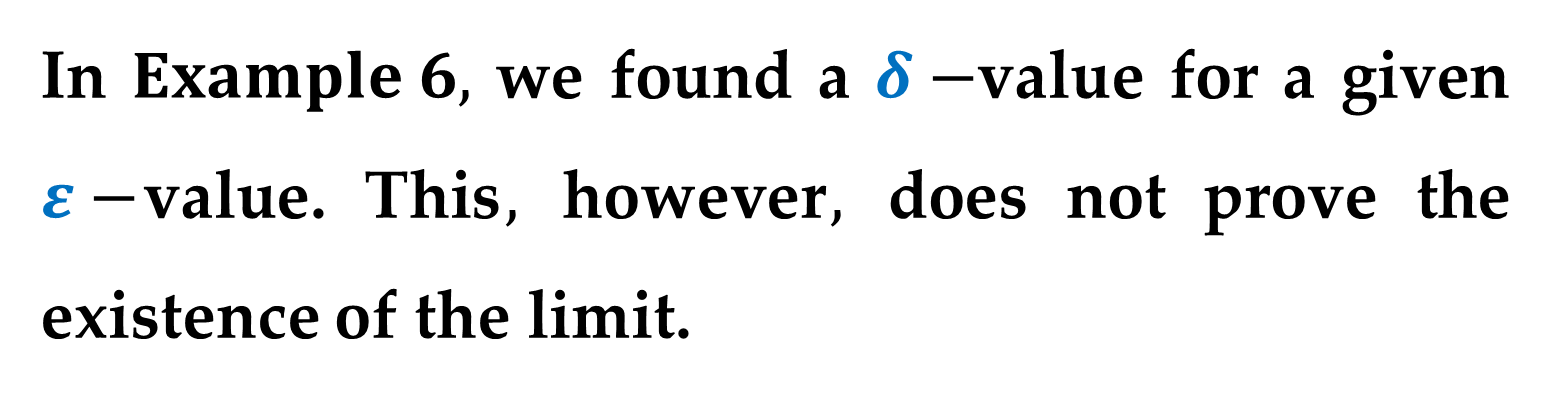 In Example 6, we found a δ –value for a given
ε –value. This, however, does not prove the
existence of the limit.